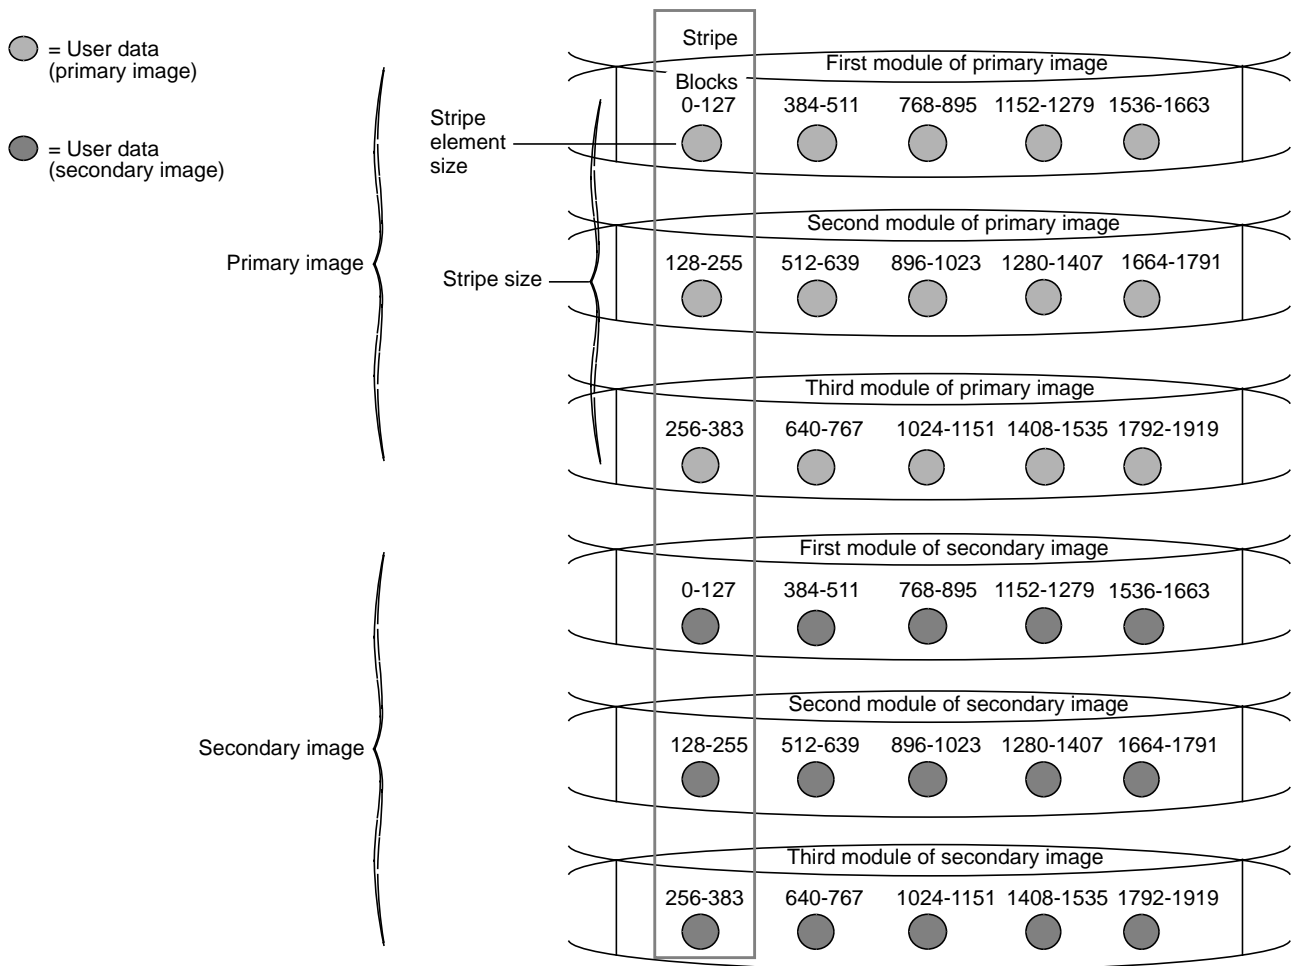 = User data
(primary image)
= User data
(secondary image)
Primary image
Secondary image
Stripe
element
size
Stripe size
Stripe
Blocks
First module of primary image
0-127 384-511 768-895 1152-1279 1536-1663
Second module of primary image
128-255 512-639 896-1023 1280-1407 1664-1791
Third module of primary image
256-383 640-767 1024-1151 1408-1535 1792-1919
First module of secondary image
0-127 384-511 768-895 1152-1279 1536-1663
Second module of secondary image
128-255 512-639 896-1023 1280-1407 1664-1791
Third module of secondary image
256-383 640-767 1024-1151 1408-1535 1792-1919